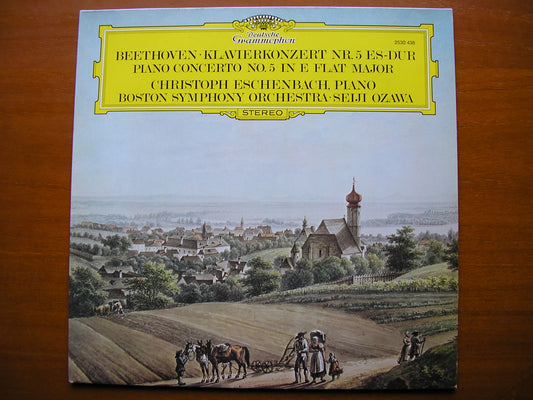 Deutsche
Grammophon
2530 438
BEETHOVEN · KLAVIERKONZERT NR. 5 ES-DUR
PIANO CONCERTO NO. 5 IN E FLAT MAJOR
CHRISTOPH ESCHENBACH, PIANO
BOSTON SYMPHONY ORCHESTRA · SEIJI OZAWA
STEREO